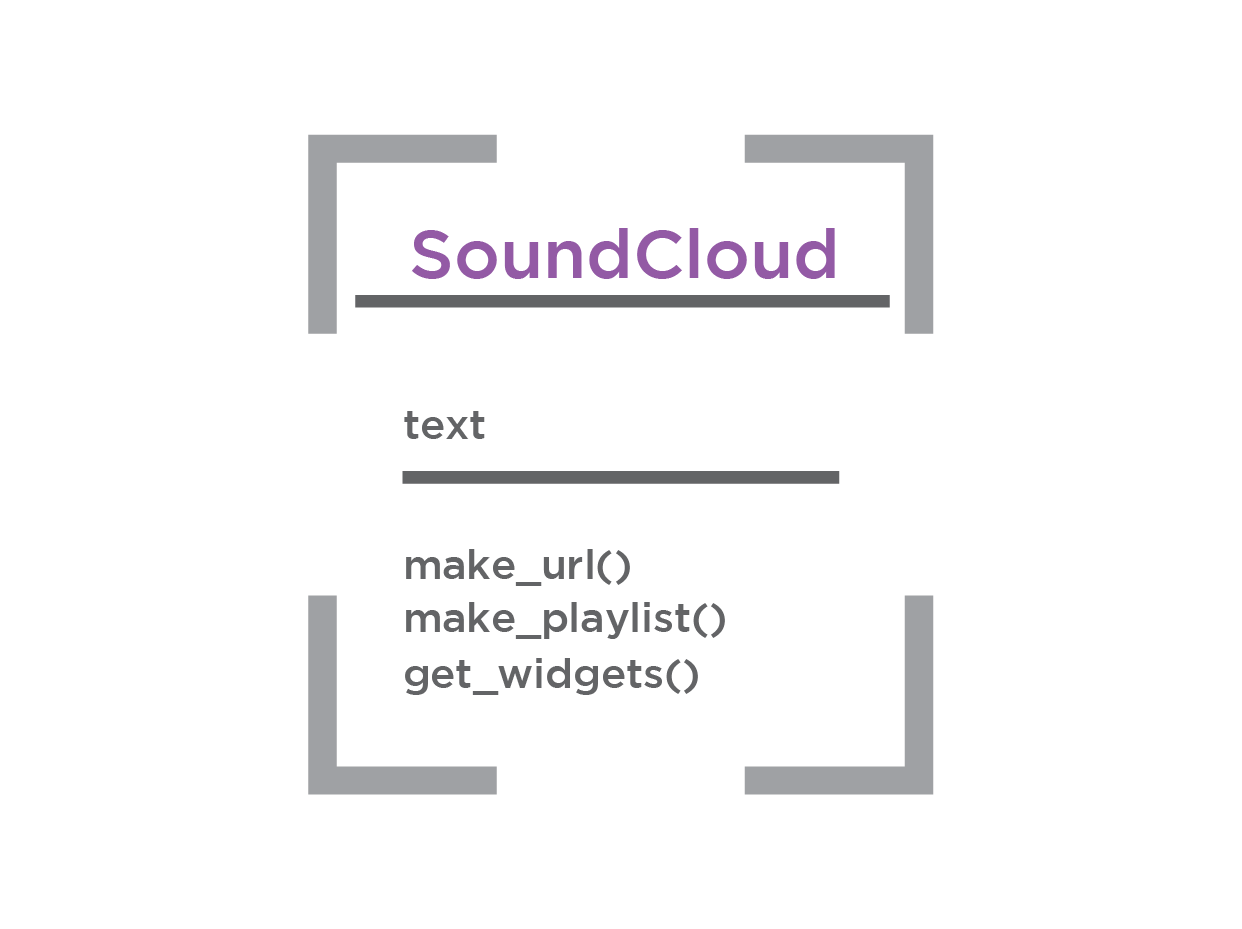 SoundCloud
text
make_url()
make_playlist()
get_widgets()